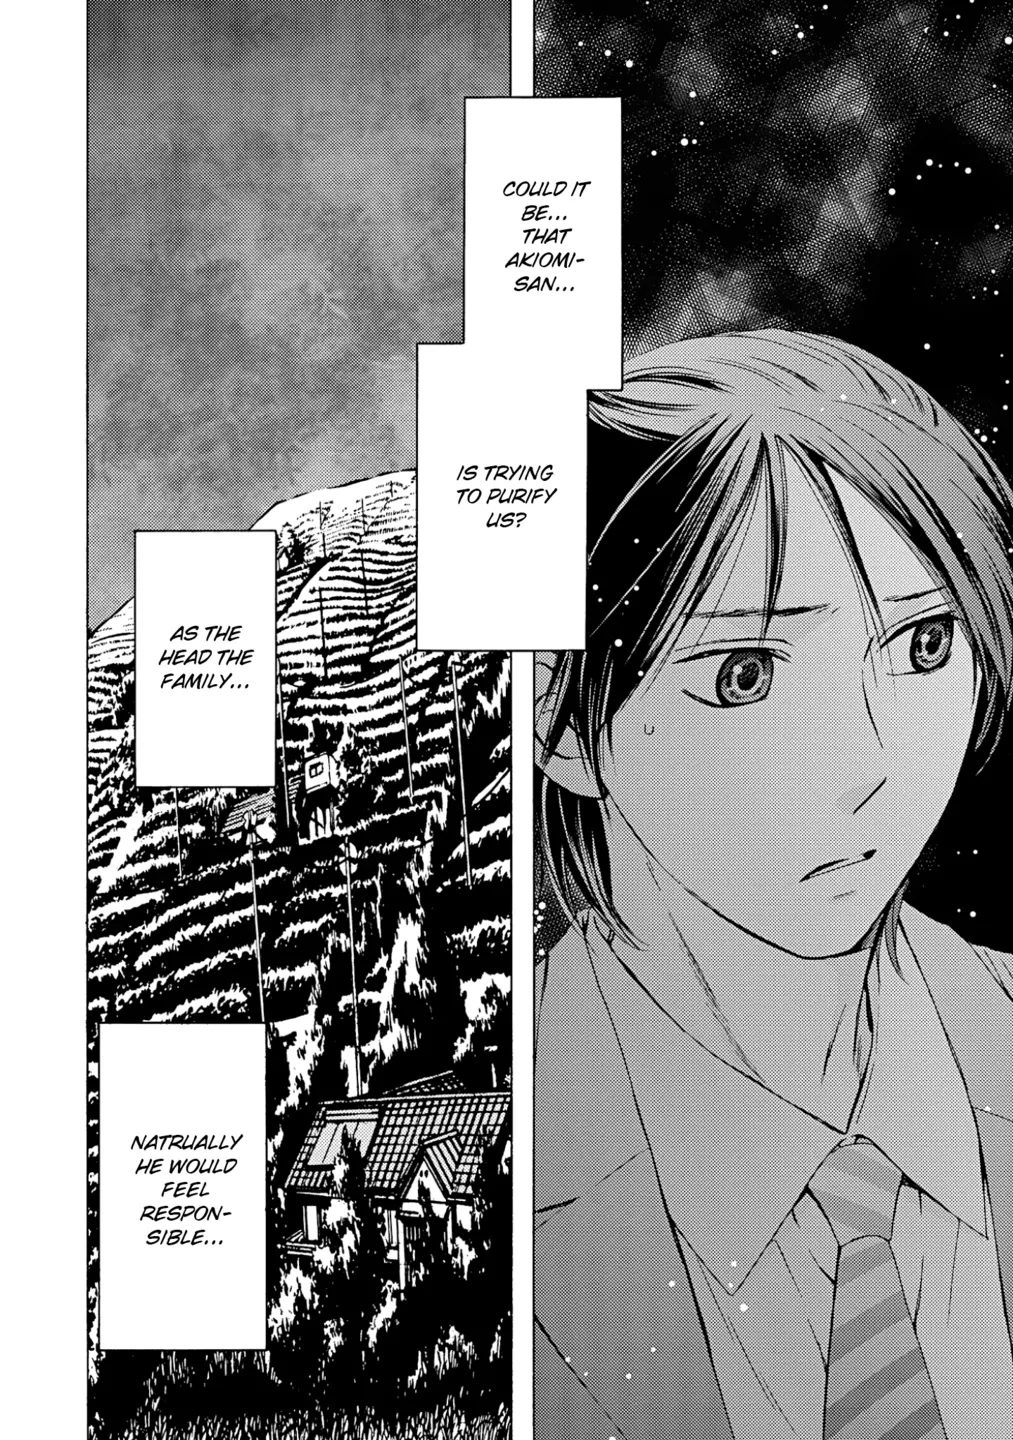 COULD IT
BE...
THAT
AKIOMI-
SAN...
IS TRYING
TO PURIFY
US?
AS THE
HEAD THE
FAMILY...
NATRUALLY
HE WOULD
FEEL
RESPON-
SIBLE...